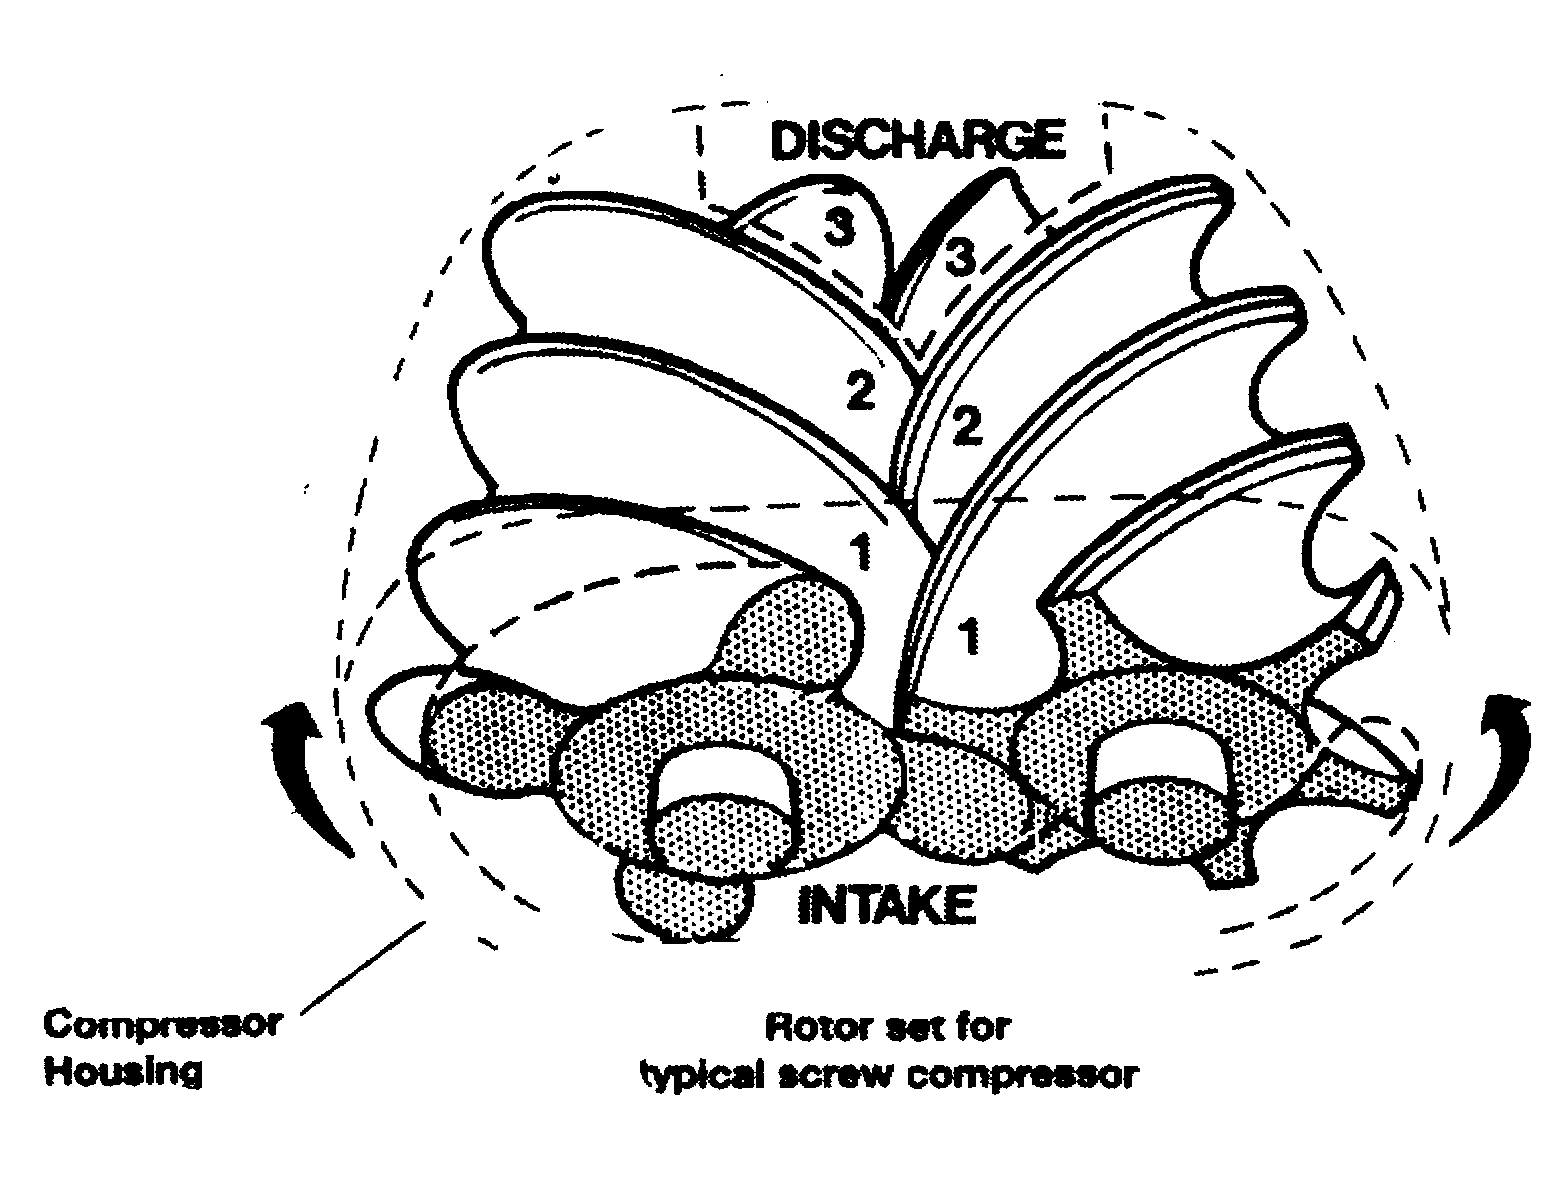 DISCHARGE
3
3
2
2
1
1
INTAKE
Compressor
Housing
Rotor set for
typical screw compressor